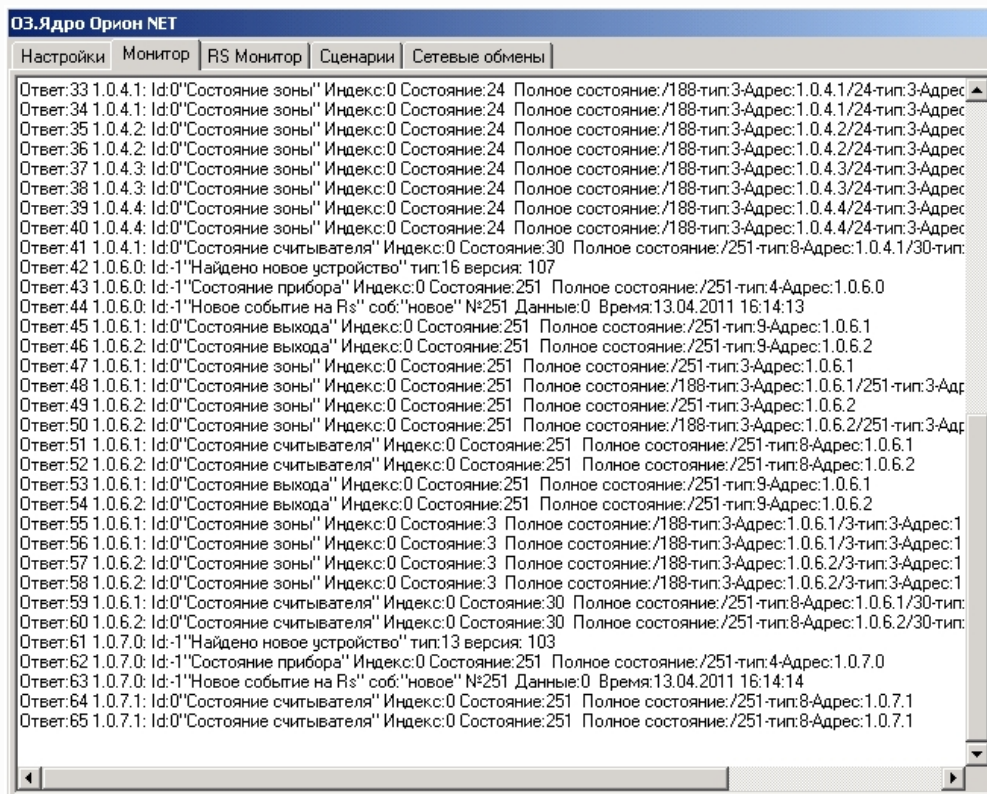 03.Ядро Орион NET
Настройки Монитор RS Монитор Сценарии Сетевые обмены
Ответ:33 1.0.4.1: Id:0"Состояние зоны" Индекс:0 Состояние:24 Полное состояние:/188-тип:3-Адрес:1.0.4.1/24-тип:3-Адрес
Ответ:34 1.0.4.1: Id:0"Состояние зоны" Индекс:0 Состояние:24 Полное состояние:/188-тип:3-Адрес:1.0.4.1/24-тип:3-Адрес
Ответ:35 1.0.4.2: Id:0"Состояние зоны" Индекс:0 Состояние:24 Полное состояние:/188-тип:3-Адрес:1.0.4.2/24-тип:3-Адрес
Ответ:36 1.0.4.2: Id:0"Состояние зоны" Индекс:0 Состояние:24 Полное состояние:/188-тип:3-Адрес:1.0.4.2/24-тип:3-Адрес
Ответ:37 1.0.4.3: Id:0"Состояние зоны" Индекс:0 Состояние:24 Полное состояние:/188-тип:3-Адрес:1.0.4.3/24-тип:3-Адрес
Ответ:38 1.0.4.3: Id:0"Состояние зоны" Индекс:0 Состояние:24 Полное состояние:/188-тип:3-Адрес:1.0.4.3/24-тип:3-Адрес
Ответ:39 1.0.4.4: Id:0"Состояние зоны" Индекс:0 Состояние:24 Полное состояние:/188-тип:3-Адрес:1.0.4.4/24-тип:3-Адрес
Ответ:40 1.0.4.4: Id:0"Состояние зоны" Индекс:0 Состояние:24 Полное состояние:/188-тип:3-Адрес:1.0.4.4/24-тип:3-Адрес
Ответ:41 1.0.4.1: Id:0"Состояние считывателя" Индекс:0 Состояние:30 Полное состояние:/251-тип:8-Адрес:1.0.4.1/30-тип:
Ответ:42 1.0.6.0: Id:-1"Найдено новое устройство" тип:16 версия: 107
Ответ:43 1.0.6.0: Id:-1"Состояние прибора" Индекс:0 Состояние:251 Полное состояние:/251-тип:4-Адрес:1.0.6.0
Ответ:44 1.0.6.0: Id:-1"Новое событие на Rs" соб:"новое" №251 Данные:0 Время:13.04.2011 16:14:13
Ответ:45 1.0.6.1: Id:0"Состояние выхода" Индекс:0 Состояние:251 Полное состояние:/251-тип:9-Адрес:1.0.6.1
Ответ:46 1.0.6.2: Id:0"Состояние выхода" Индекс:0 Состояние:251 Полное состояние:/251-тип:9-Адрес:1.0.6.2
Ответ:47 1.0.6.1: Id:0"Состояние зоны" Индекс:0 Состояние:251 Полное состояние:/251-тип:3-Адрес:1.0.6.1
Ответ:48 1.0.6.1: Id:0"Состояние зоны" Индекс:0 Состояние:251 Полное состояние:/188-тип:3-Адрес:1.0.6.1/251-тип:3-Адр
Ответ:49 1.0.6.2: Id:0"Состояние зоны" Индекс:0 Состояние:251 Полное состояние:/251-тип:3-Адрес:1.0.6.2
Ответ:50 1.0.6.2: Id:0"Состояние зоны" Индекс:0 Состояние:251 Полное состояние:/188-тип:3-Адрес:1.0.6.2/251-тип:3-Адр
Ответ:51 1.0.6.1: Id:0"Состояние считывателя" Индекс:0 Состояние:251 Полное состояние:/251-тип:8-Адрес:1.0.6.1
Ответ:52 1.0.6.2: Id:0"Состояние считывателя" Индекс:0 Состояние:251 Полное состояние:/251-тип:8-Адрес:1.0.6.2
Ответ:53 1.0.6.1: Id:0"Состояние выхода" Индекс:0 Состояние:251 Полное состояние:/251-тип:9-Адрес:1.0.6.1
Ответ:54 1.0.6.2: Id:0"Состояние выхода" Индекс:0 Состояние:251 Полное состояние:/251-тип:9-Адрес:1.0.6.2
Ответ:55 1.0.6.1: Id:0"Состояние зоны" Индекс:0 Состояние:3 Полное состояние:/188-тип:3-Адрес:1.0.6.1/3-тип:3-Адрес:1
Ответ:56 1.0.6.1: Id:0"Состояние зоны" Индекс:0 Состояние:3 Полное состояние:/188-тип:3-Адрес:1.0.6.1/3-тип:3-Адрес:1
Ответ:57 1.0.6.2: Id:0"Состояние зоны" Индекс:0 Состояние:3 Полное состояние:/188-тип:3-Адрес:1.0.6.2/3-тип:3-Адрес:1
Ответ:58 1.0.6.2: Id:0"Состояние зоны" Индекс:0 Состояние:3 Полное состояние:/188-тип:3-Адрес:1.0.6.2/3-тип:3-Адрес:1
Ответ:59 1.0.6.1: Id:0"Состояние считывателя" Индекс:0 Состояние:30 Полное состояние:/251-тип:8-Адрес:1.0.6.1/30-тип:
Ответ:60 1.0.6.2: Id:0"Состояние считывателя" Индекс:0 Состояние:30 Полное состояние:/251-тип:8-Адрес:1.0.6.2/30-тип:
Ответ:61 1.0.7.0: Id:-1"Найдено новое устройство" тип:13 версия: 103
Ответ:62 1.0.7.0: Id:-1"Состояние прибора" Индекс:0 Состояние:251 Полное состояние:/251-тип:4-Адрес:1.0.7.0
Ответ:63 1.0.7.0: Id:-1"Новое событие на Rs" соб:"новое" №251 Данные:0 Время:13.04.2011 16:14:14
Ответ:64 1.0.7.1: Id:0"Состояние считывателя" Индекс:0 Состояние:251 Полное состояние:/251-тип:8-Адрес:1.0.7.1
Ответ:65 1.0.7.1: Id:0"Состояние считывателя" Индекс:0 Состояние:251 Полное состояние:/251-тип:8-Адрес:1.0.7.1